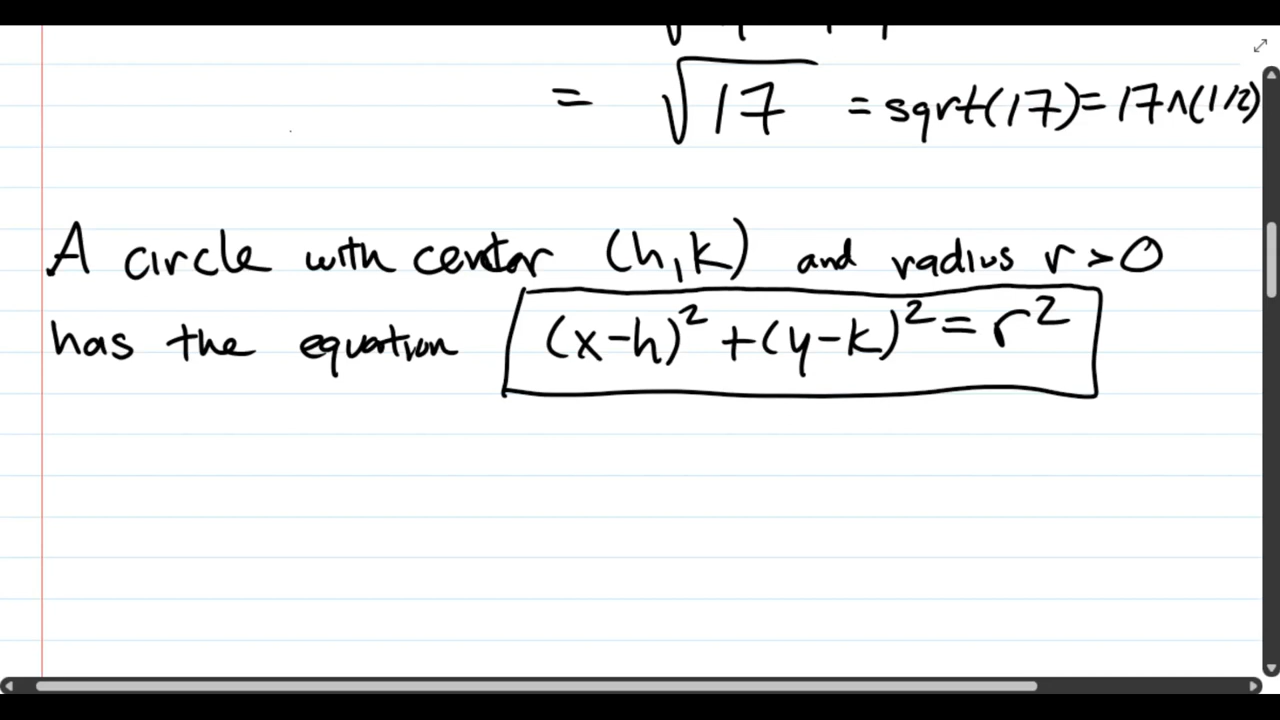 = √17 = sqrt(17) = 17^(1/2)
A circle with center (h,k) and radius r > 0
has the equation (x-h)² + (y-k)² = r²